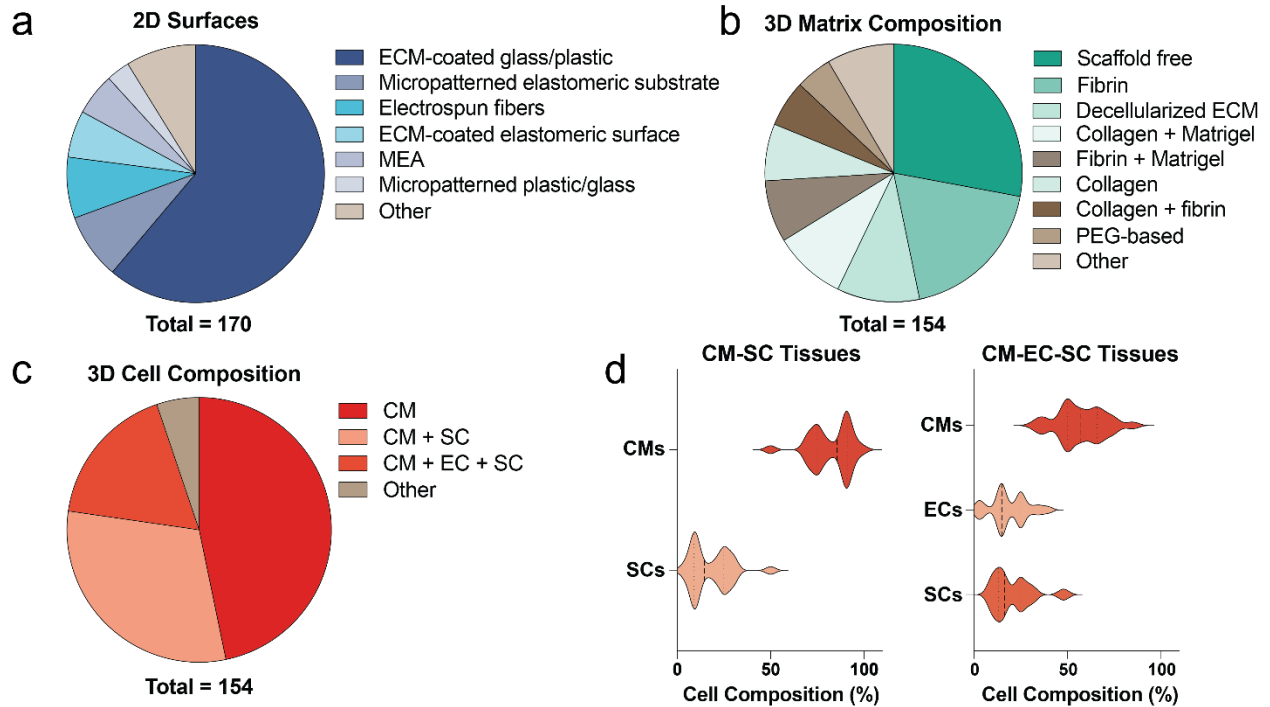 a
2D Surfaces
ECM-coated glass/plastic
Micropatterned elastomeric substrate
Electrospun fibers
ECM-coated elastomeric surface
MEA
Micropatterned plastic/glass
Other
Total = 170
b
3D Matrix Composition
Scaffold free
Fibrin
Decellularized ECM
Collagen + Matrigel
Fibrin + Matrigel
Collagen
Collagen + fibrin
PEG-based
Other
Total = 154
c
3D Cell Composition
CM
CM + SC
CM + EC + SC
Other
Total = 154
d
CM-SC Tissues
CMs
SCs
0 50 100
Cell Composition (%)
CM-EC-SC Tissues
CMs
ECs
SCs
0 50 100
Cell Composition (%)